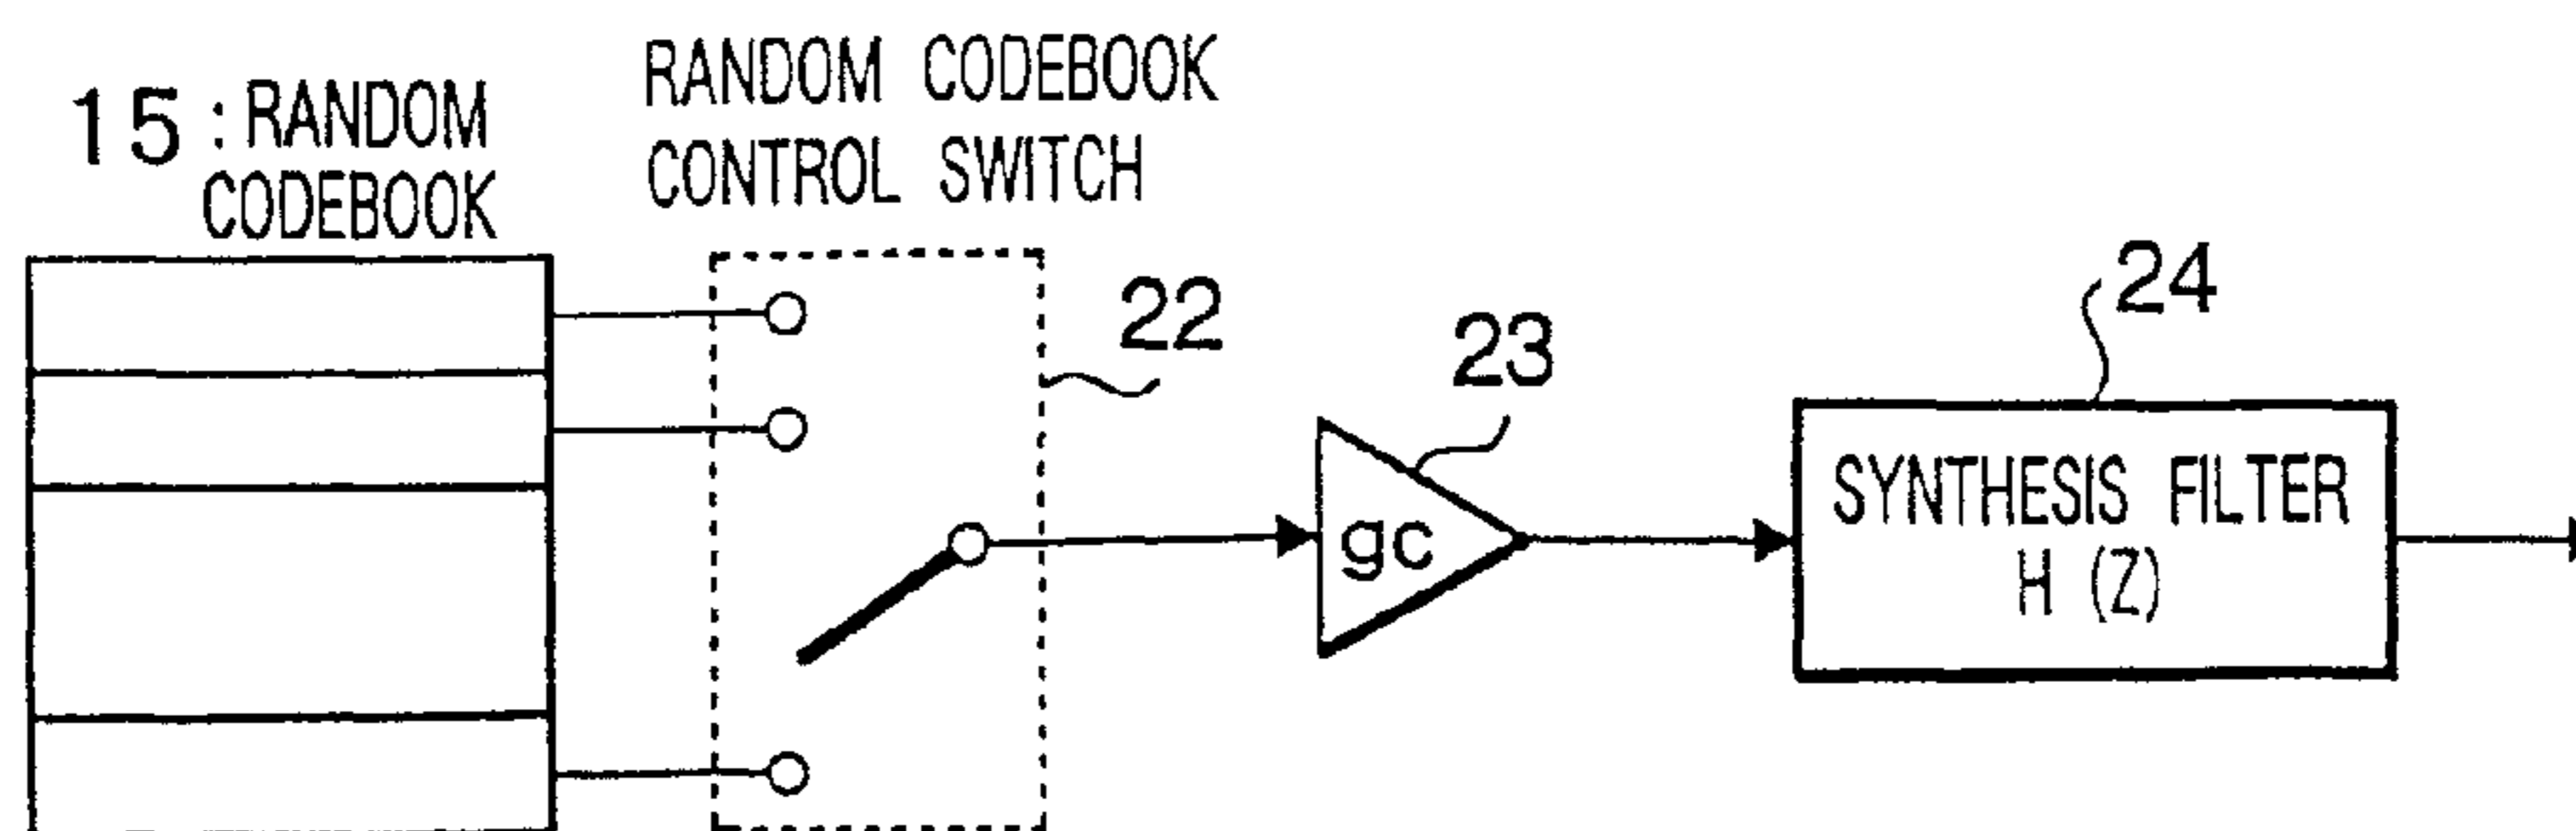 15 : RANDOM
CODEBOOK
RANDOM CODEBOOK
CONTROL SWITCH
22
23
gc
24
SYNTHESIS FILTER
H (Z)